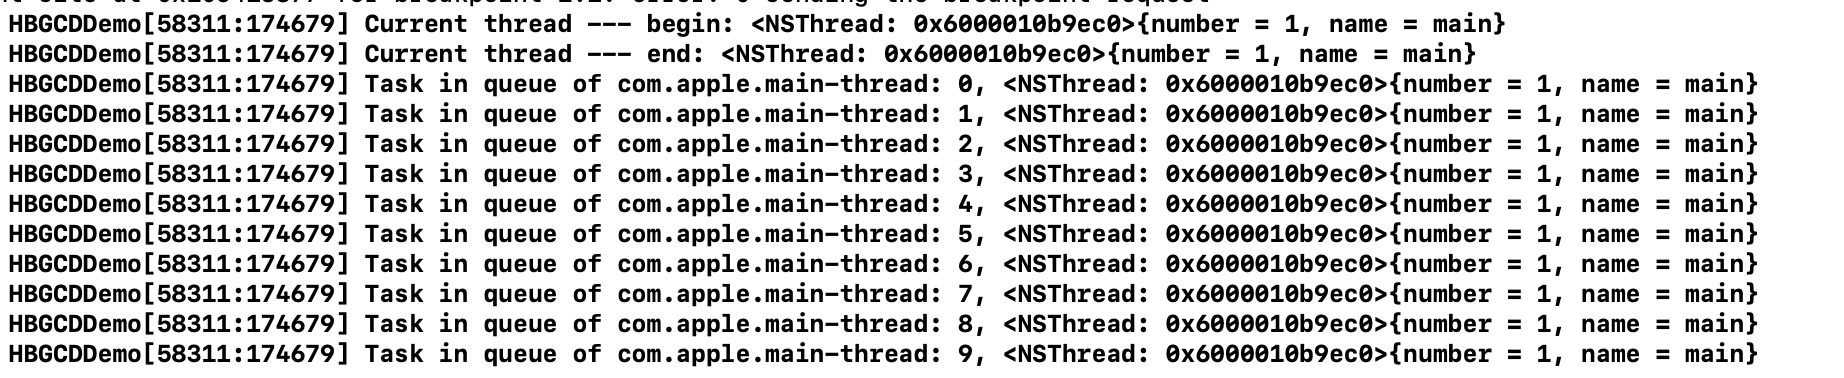 for breakpoint error: 0 sending the breakpoint request
HBGCDDemo[58311:174679] Current thread --- begin: <NSThread: 0x6000010b9ec0>{number = 1, name = main}
HBGCDDemo[58311:174679] Current thread --- end: <NSThread: 0x6000010b9ec0>{number = 1, name = main}
HBGCDDemo[58311:174679] Task in queue of com.apple.main-thread: 0, <NSThread: 0x6000010b9ec0>{number = 1, name = main}
HBGCDDemo[58311:174679] Task in queue of com.apple.main-thread: 1, <NSThread: 0x6000010b9ec0>{number = 1, name = main}
HBGCDDemo[58311:174679] Task in queue of com.apple.main-thread: 2, <NSThread: 0x6000010b9ec0>{number = 1, name = main}
HBGCDDemo[58311:174679] Task in queue of com.apple.main-thread: 3, <NSThread: 0x6000010b9ec0>{number = 1, name = main}
HBGCDDemo[58311:174679] Task in queue of com.apple.main-thread: 4, <NSThread: 0x6000010b9ec0>{number = 1, name = main}
HBGCDDemo[58311:174679] Task in queue of com.apple.main-thread: 5, <NSThread: 0x6000010b9ec0>{number = 1, name = main}
HBGCDDemo[58311:174679] Task in queue of com.apple.main-thread: 6, <NSThread: 0x6000010b9ec0>{number = 1, name = main}
HBGCDDemo[58311:174679] Task in queue of com.apple.main-thread: 7, <NSThread: 0x6000010b9ec0>{number = 1, name = main}
HBGCDDemo[58311:174679] Task in queue of com.apple.main-thread: 8, <NSThread: 0x6000010b9ec0>{number = 1, name = main}
HBGCDDemo[58311:174679] Task in queue of com.apple.main-thread: 9, <NSThread: 0x6000010b9ec0>{number = 1, name = main}